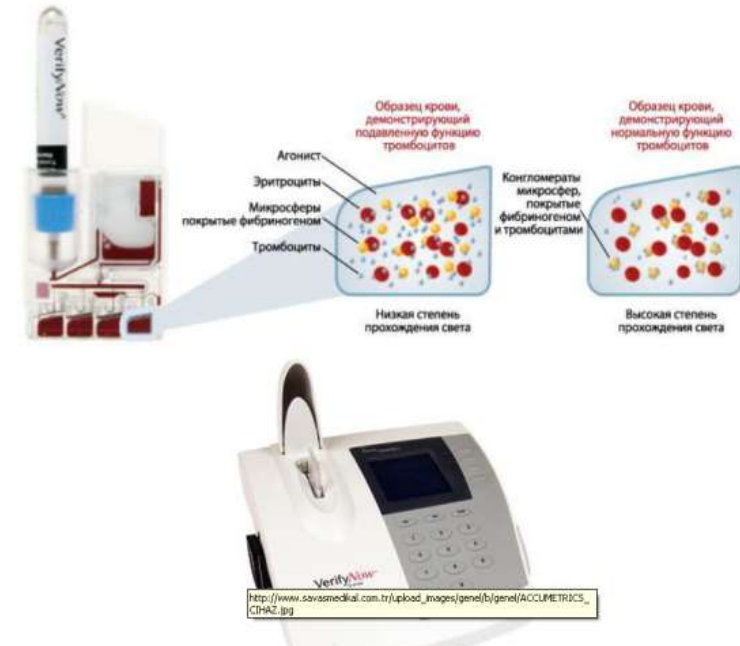 VerifyNow
Образец крови,
демонстрирующий
подавленную функцию
тромбоцитов
Агонист
Эритроциты
Микросферы
покрытые фибриногеном
Тромбоциты
Низкая степень
прохождения света
Образец крови,
демонстрирующий
нормальную функцию
тромбоцитов
Конгломераты
микросфер,
покрытые
фибриногеном
и тромбоцитами
Высокая степень
прохождения света
VerifyNow
http://www.savasmedikal.com.tr/upload_images/genel/b/genel/ACCUMETRICS_
CIHAZ.jpg